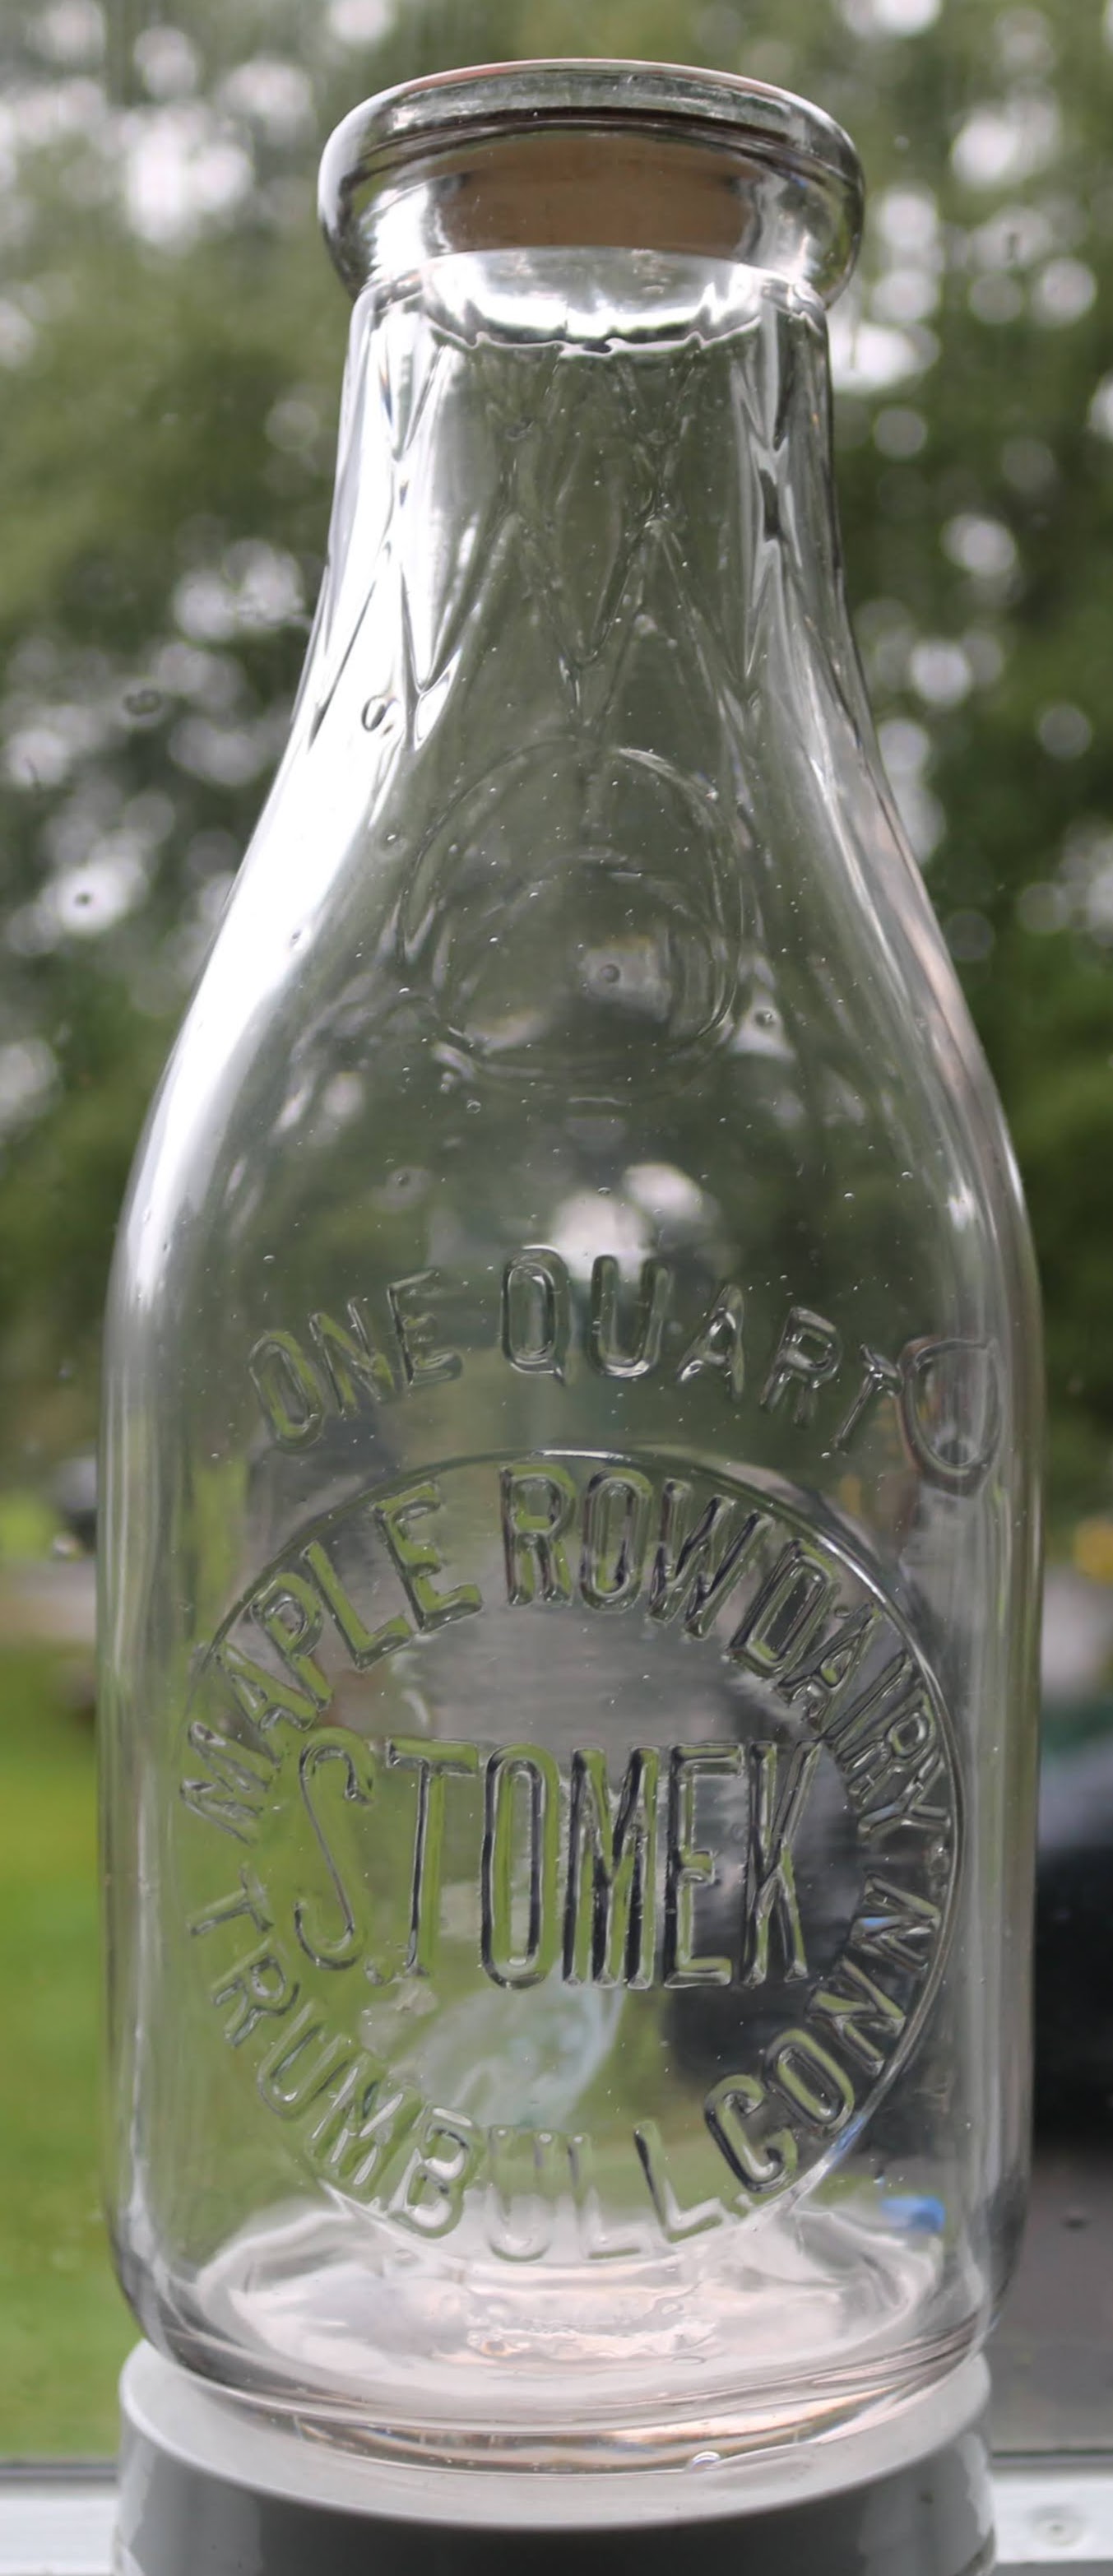 ONE QUART
MAPLE ROW DAIRY
S. TOMEK
TRUMBULL, CONN